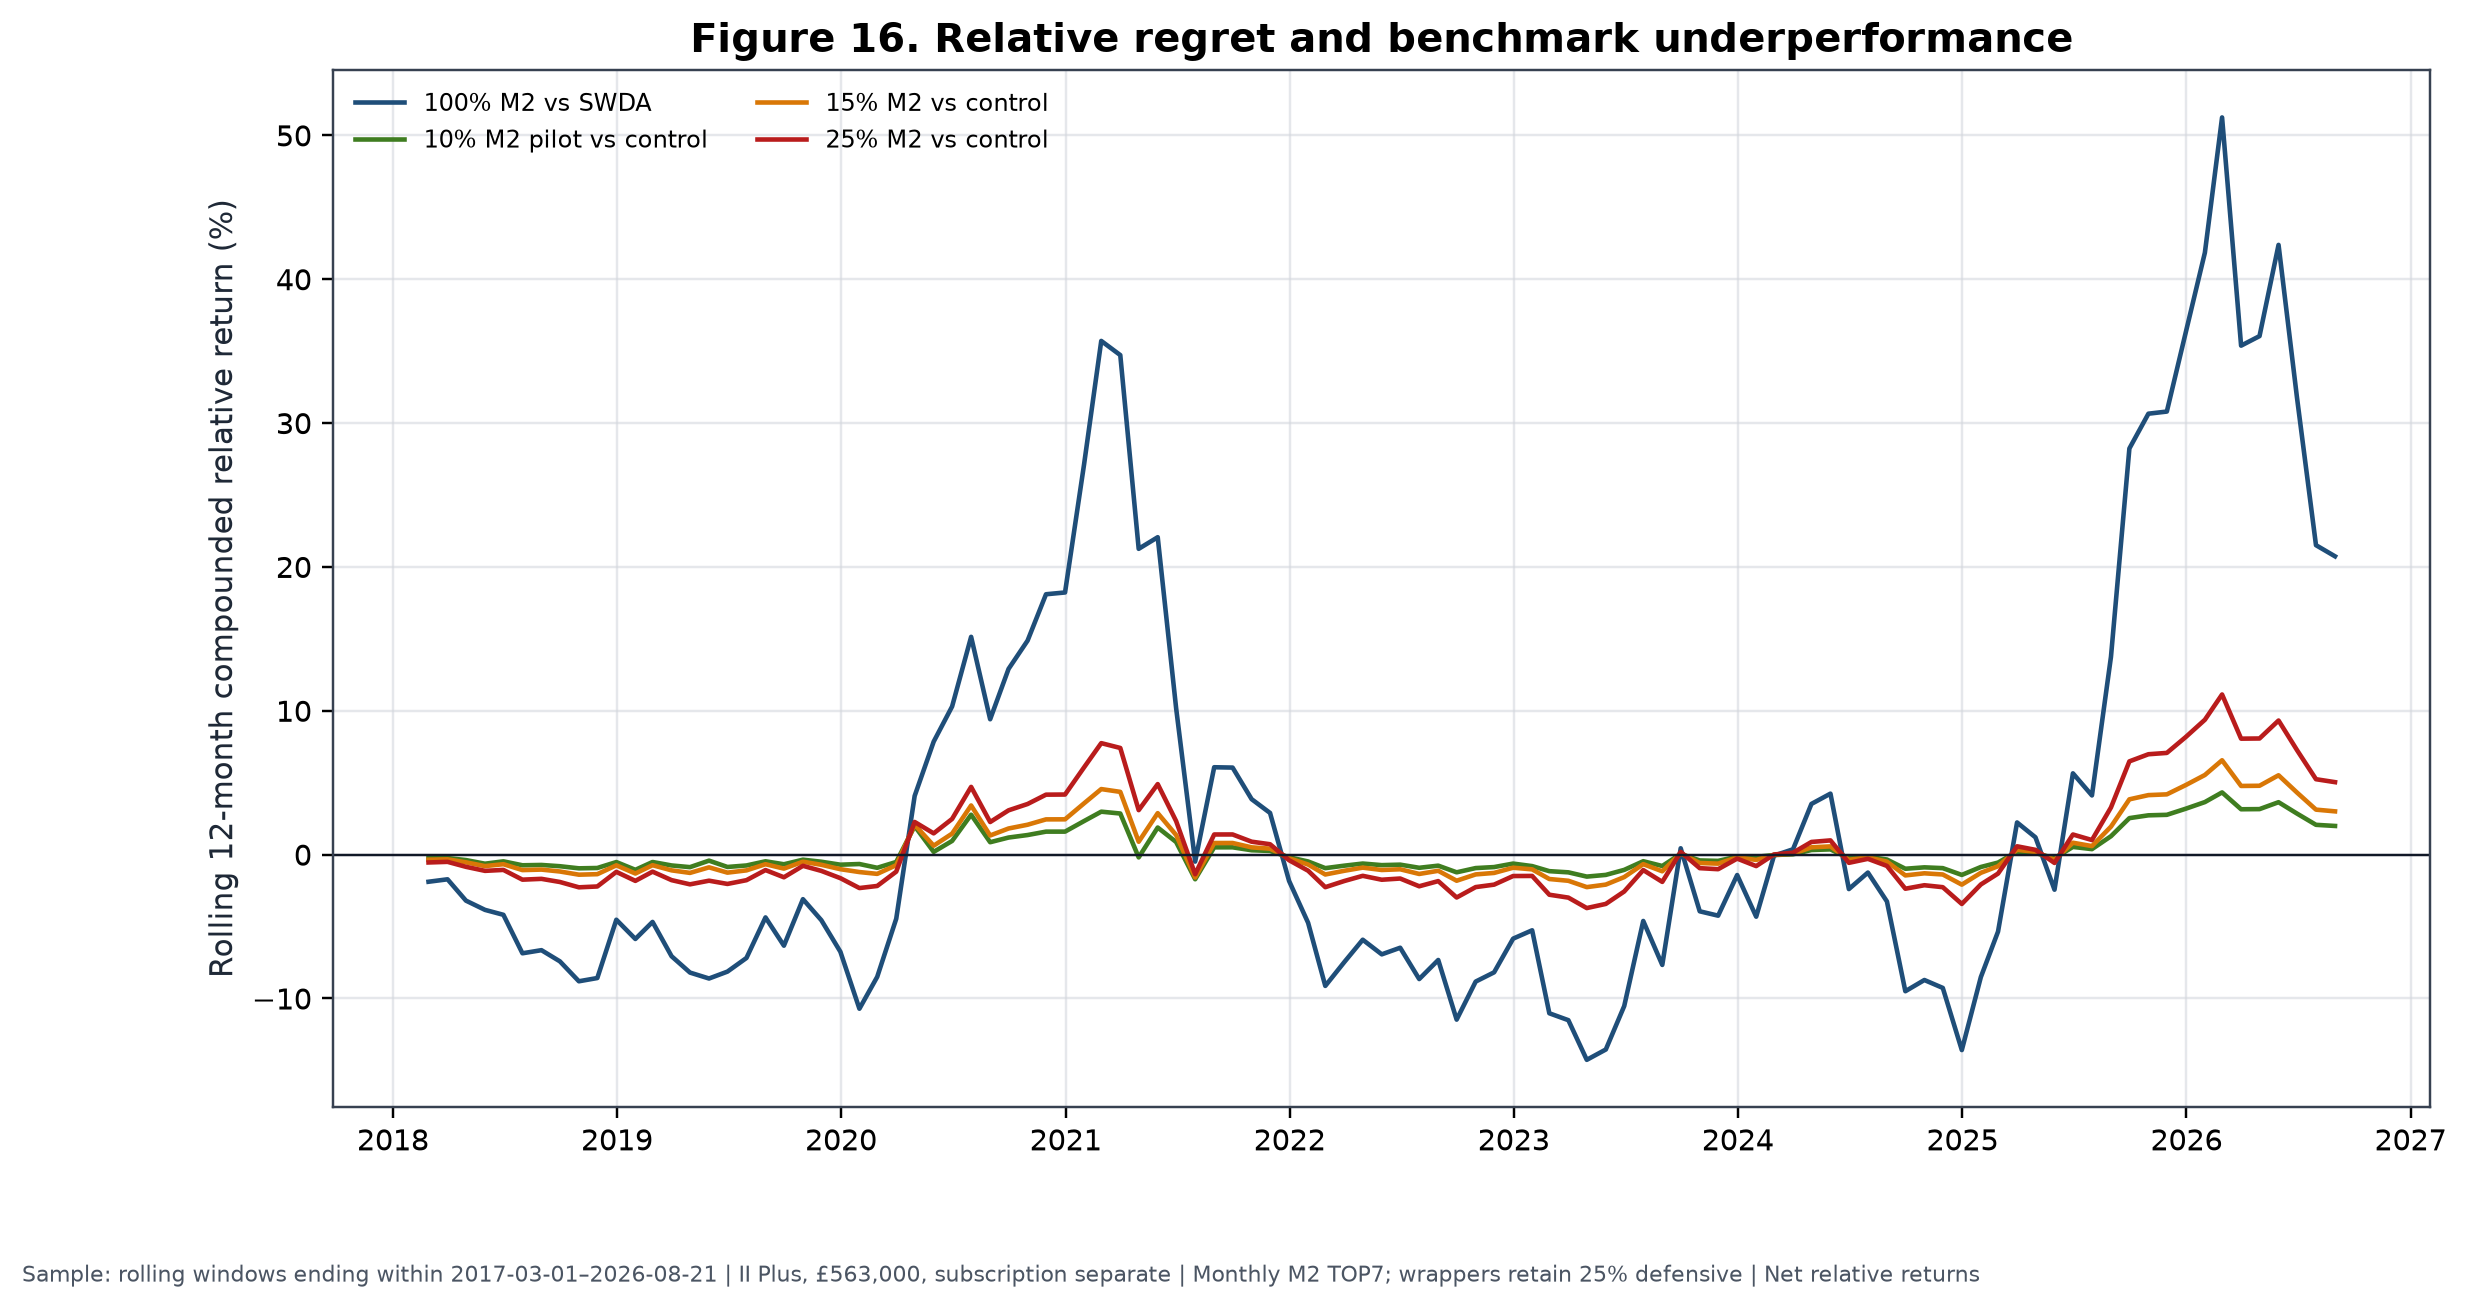 Figure 16. Relative regret and benchmark underperformance
100% M2 vs SWDA
10% M2 pilot vs control
15% M2 vs control
25% M2 vs control
Rolling 12-month compounded relative return (%)
50
40
30
20
10
0
−10
2018 2019 2020 2021 2022 2023 2024 2025 2026 2027
Sample: rolling windows ending within 2017-03-01–2026-08-21 | II Plus, £563,000, subscription separate | Monthly M2 TOP7; wrappers retain 25% defensive | Net relative returns